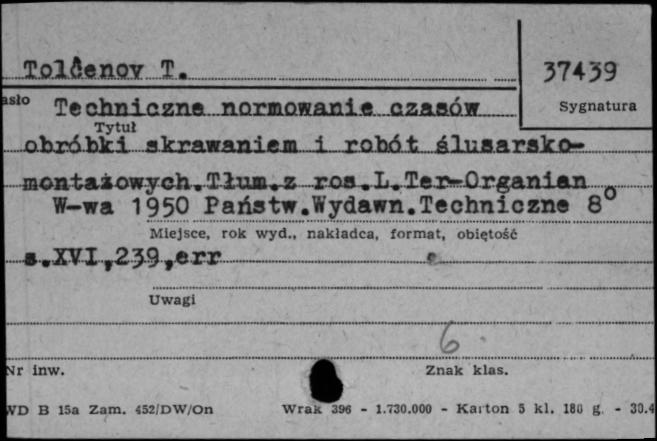 Tolčenov T.
37439
asło
Sygnatura
Techniczne normowanie czasów
Tytuł
obróbki skrawaniem i robót ślusarsko-
montażowych.Tłum.z ros.L.Ter-Organian
W-wa 1950 Państw.Wydawn.Techniczne 8°
Miejsce, rok wyd., nakładca, format, objętość
s.XVI,239,err
Uwagi
6
Nr inw.
Znak klas.
WD B 15a Zam. 452/DW/On
Wrak 396 - 1.730.000 - Karton 5 kl. 180 g. - 30.4